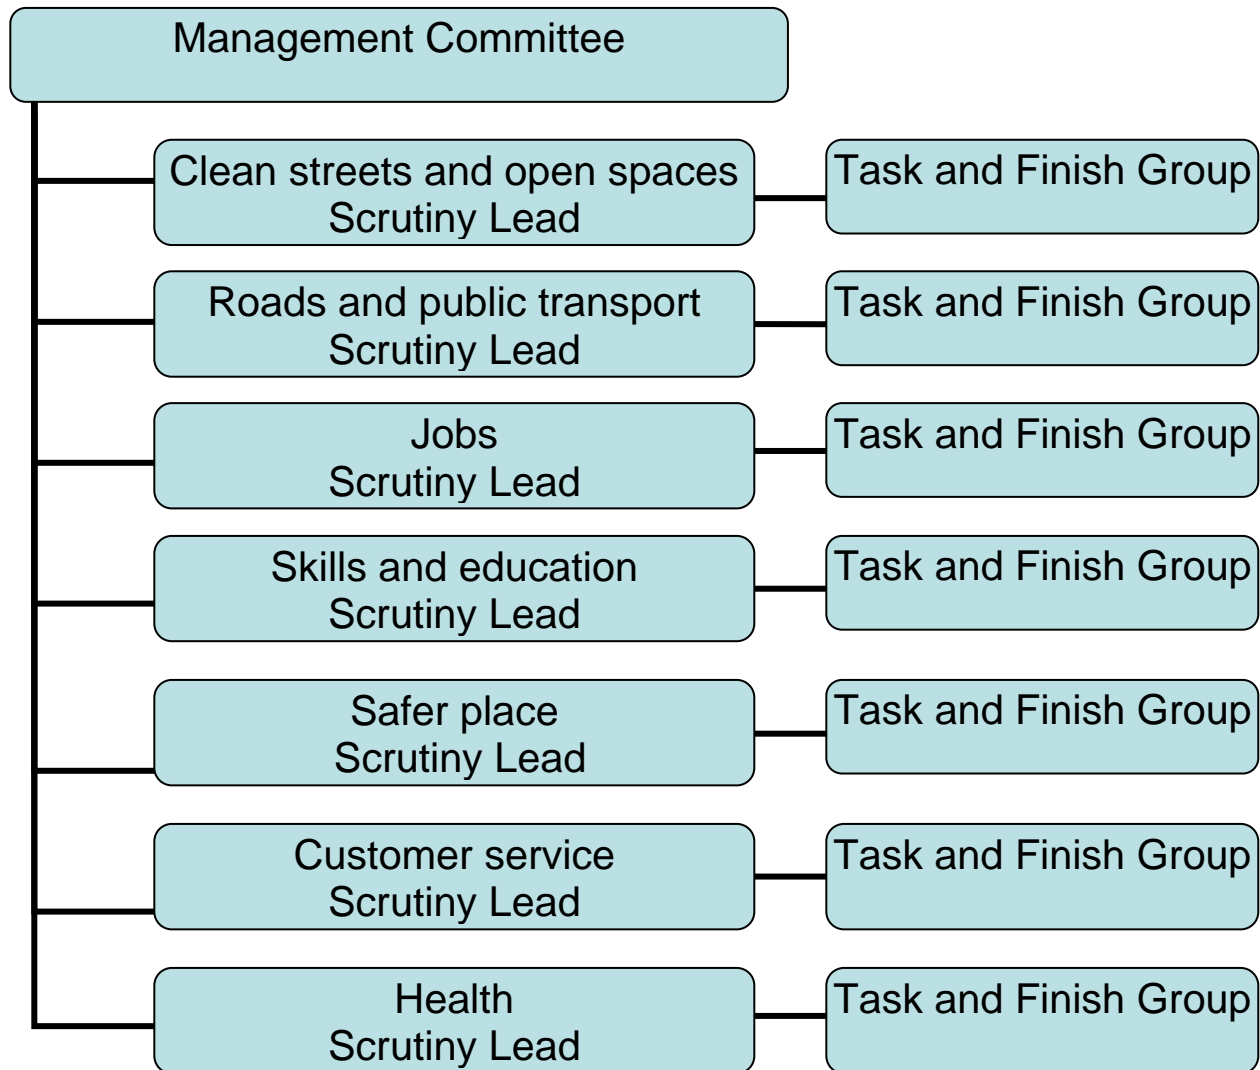 Management Committee
Clean streets and open spaces
Scrutiny Lead
Task and Finish Group
Roads and public transport
Scrutiny Lead
Task and Finish Group
Jobs
Scrutiny Lead
Task and Finish Group
Skills and education
Scrutiny Lead
Task and Finish Group
Safer place
Scrutiny Lead
Task and Finish Group
Customer service
Scrutiny Lead
Task and Finish Group
Health
Scrutiny Lead
Task and Finish Group